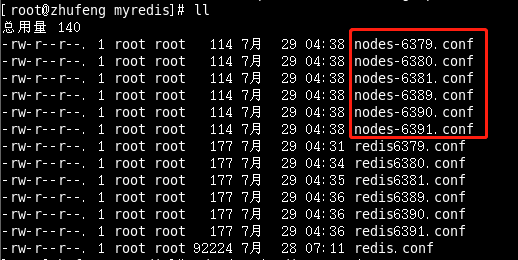 [root@zhufeng myredis]# ll
总用量 140
-rw-r--r--. 1 root root 114 7月 29 04:38 nodes-6379.conf
-rw-r--r--. 1 root root 114 7月 29 04:38 nodes-6380.conf
-rw-r--r--. 1 root root 114 7月 29 04:38 nodes-6381.conf
-rw-r--r--. 1 root root 114 7月 29 04:38 nodes-6389.conf
-rw-r--r--. 1 root root 114 7月 29 04:38 nodes-6390.conf
-rw-r--r--. 1 root root 114 7月 29 04:38 nodes-6391.conf
-rw-r--r--. 1 root root 177 7月 29 04:31 redis6379.conf
-rw-r--r--. 1 root root 177 7月 29 04:34 redis6380.conf
-rw-r--r--. 1 root root 177 7月 29 04:35 redis6381.conf
-rw-r--r--. 1 root root 177 7月 29 04:36 redis6389.conf
-rw-r--r--. 1 root root 177 7月 29 04:36 redis6390.conf
-rw-r--r--. 1 root root 177 7月 29 04:36 redis6391.conf
-rw-r--r--. 1 root root 92224 7月 28 07:11 redis.conf